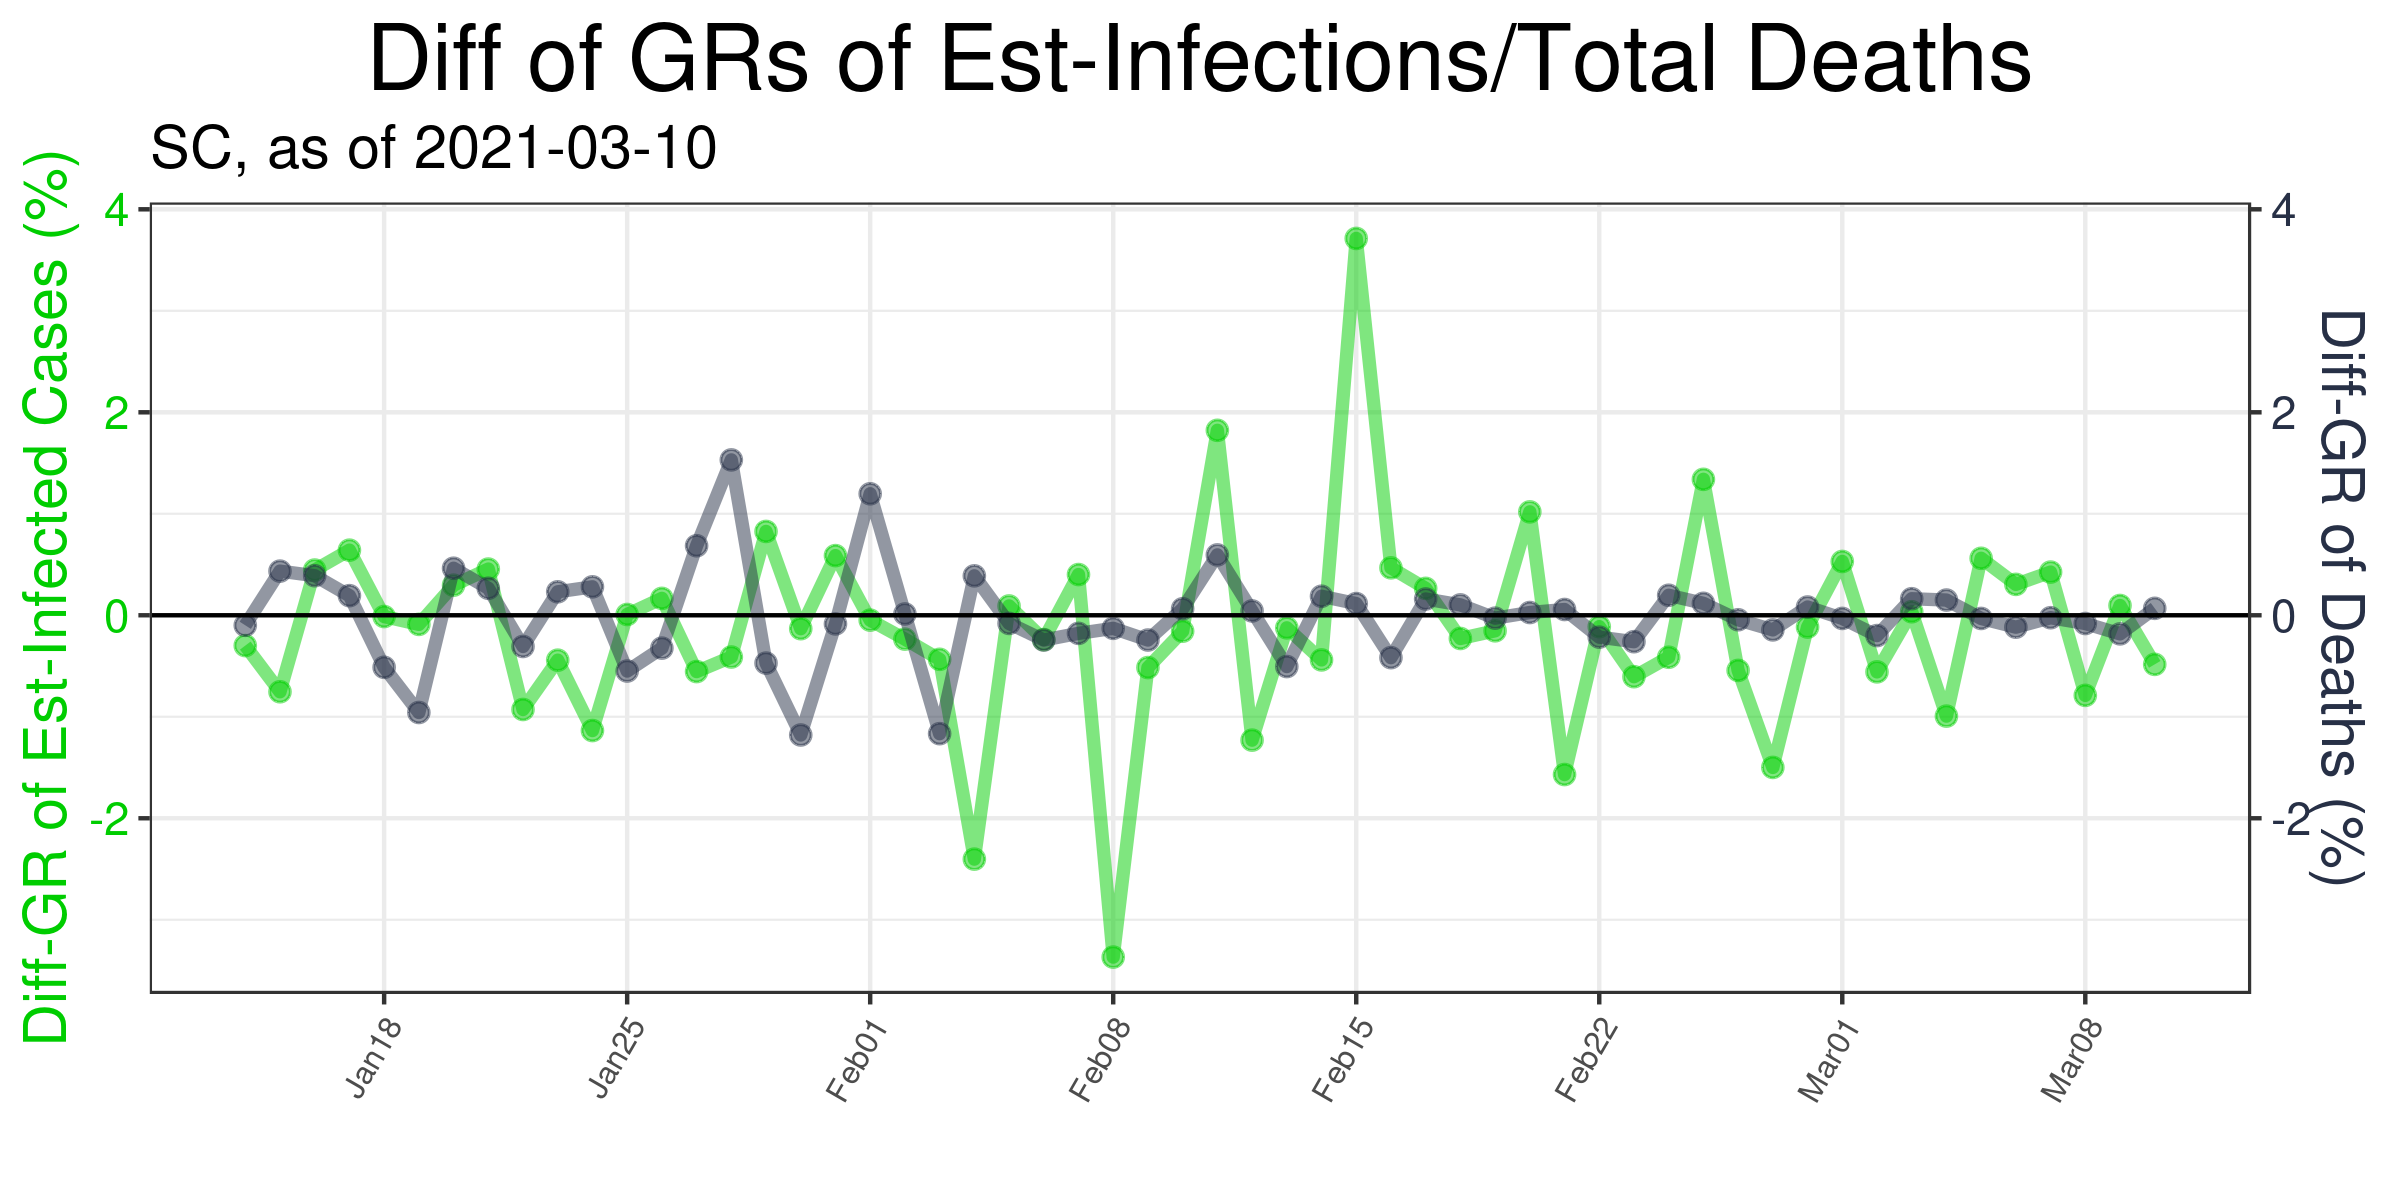 Diff of GRs of Est-Infections/Total Deaths
SC, as of 2021-03-10
Diff-GR of Est-Infected Cases (%)
4
2
0
-2
4
2
0
-2
Diff-GR of Deaths (%)
Jan18
Jan25
Feb01
Feb08
Feb15
Feb22
Mar01
Mar08